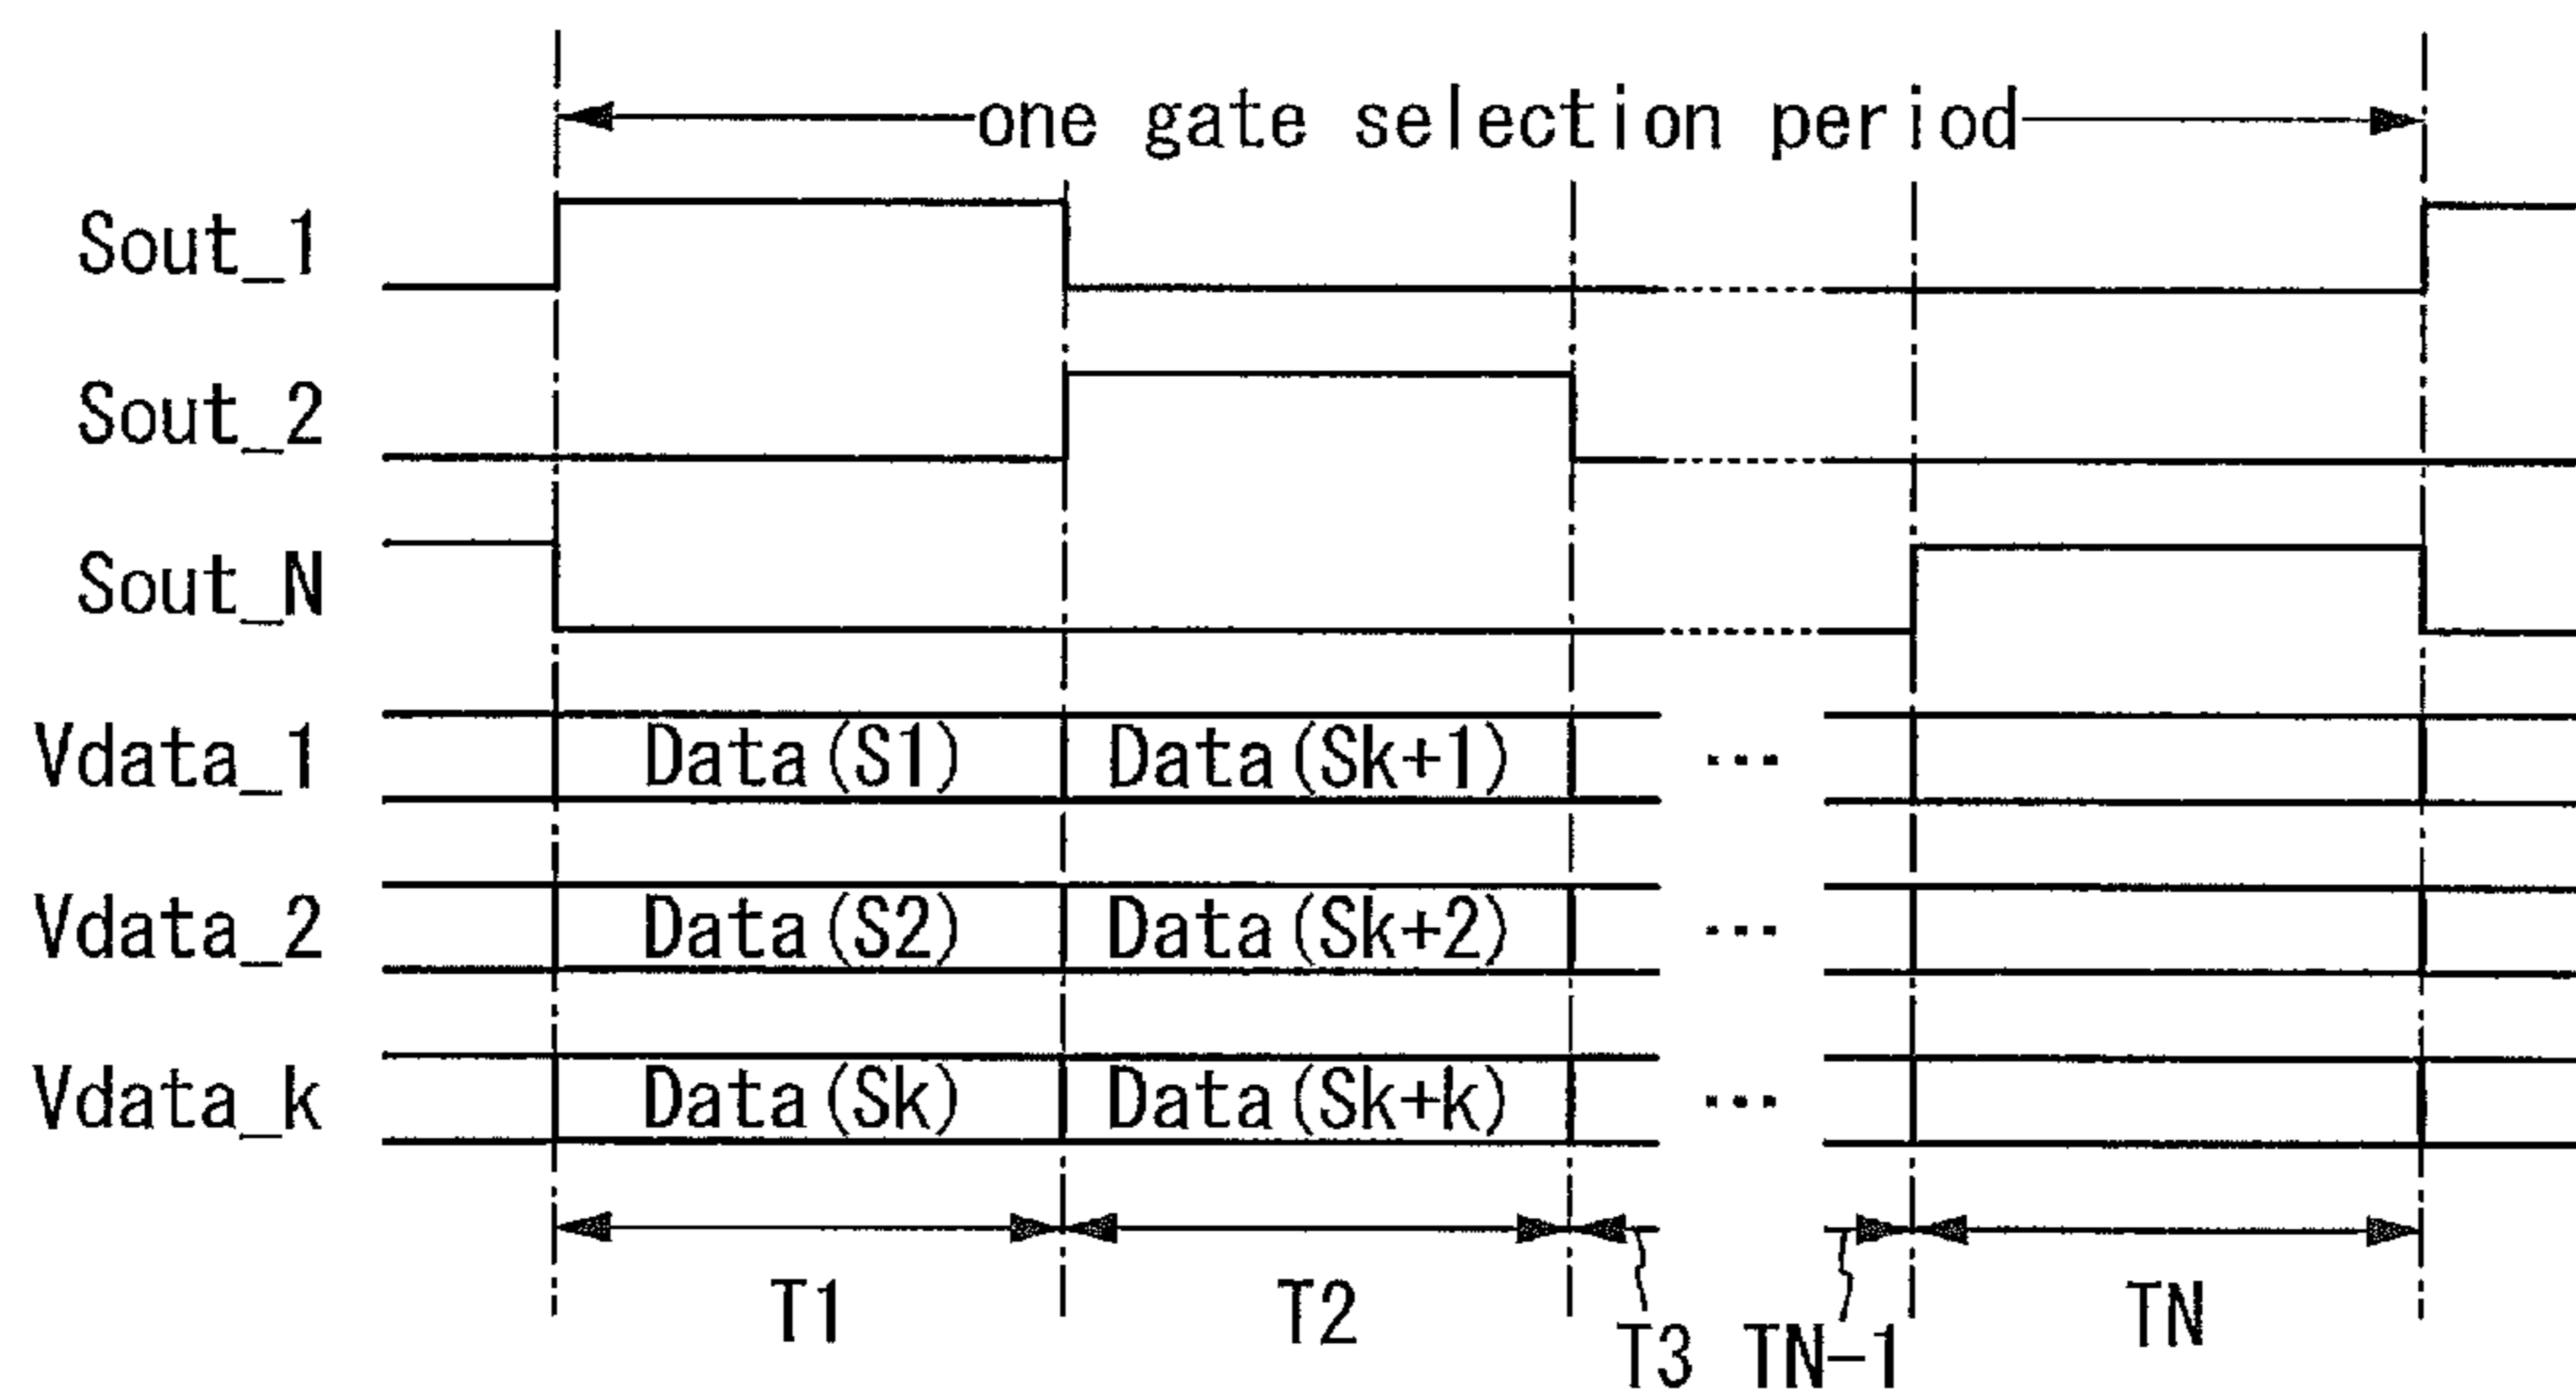 one gate selection period
Sout_1
Sout_2
Sout_N
Vdata_1 Data(S1) Data(Sk+1) ...
Vdata_2 Data(S2) Data(Sk+2) ...
Vdata_k Data(Sk) Data(Sk+k) ...
T1 T2 T3 TN-1 TN